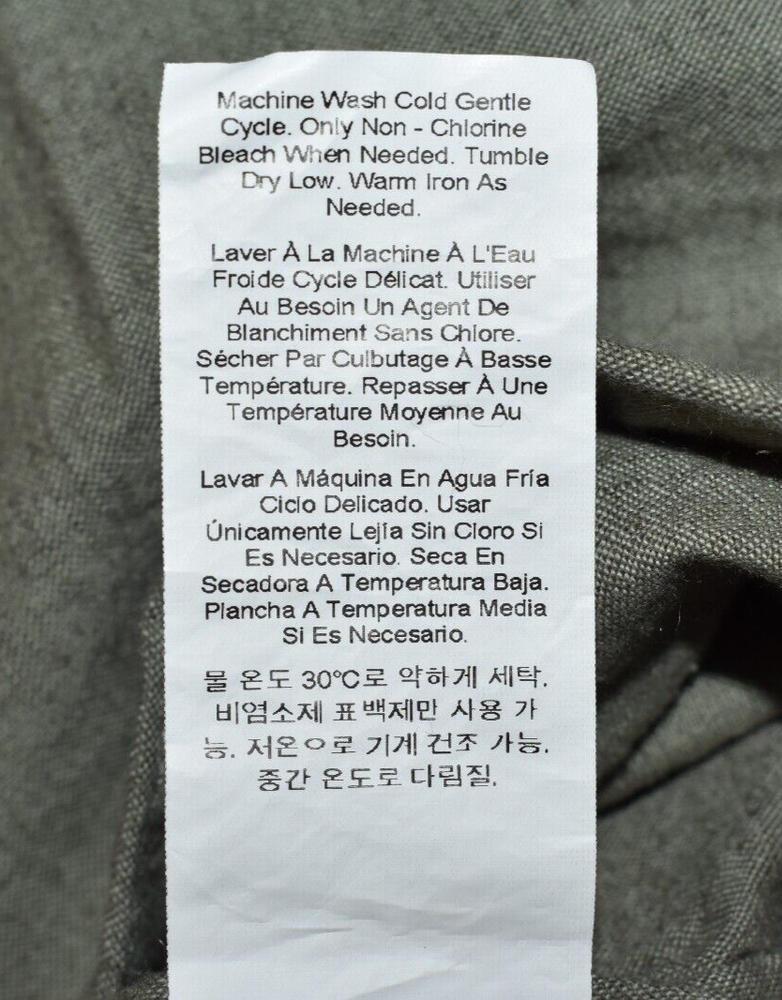 Machine Wash Cold Gentle
Cycle. Only Non - Chlorine
Bleach When Needed. Tumble
Dry Low. Warm Iron As
Needed.
Laver À La Machine À L'Eau
Froide Cycle Délicat. Utiliser
Au Besoin Un Agent De
Blanchiment Sans Chlore.
Sécher Par Culbutage À Basse
Température. Repasser À Une
Température Moyenne Au
Besoin.
Lavar A Máquina En Agua Fría
Ciclo Delicado. Usar
Únicamente Lejía Sin Cloro Si
Es Necesario. Seca En
Secadora A Temperatura Baja.
Plancha A Temperatura Media
Si Es Necesario.
물 온도 30℃로 약하게 세탁.
비염소제 표백제만 사용 가
능. 저온으로 기계 건조 가능.
중간 온도로 다림질.